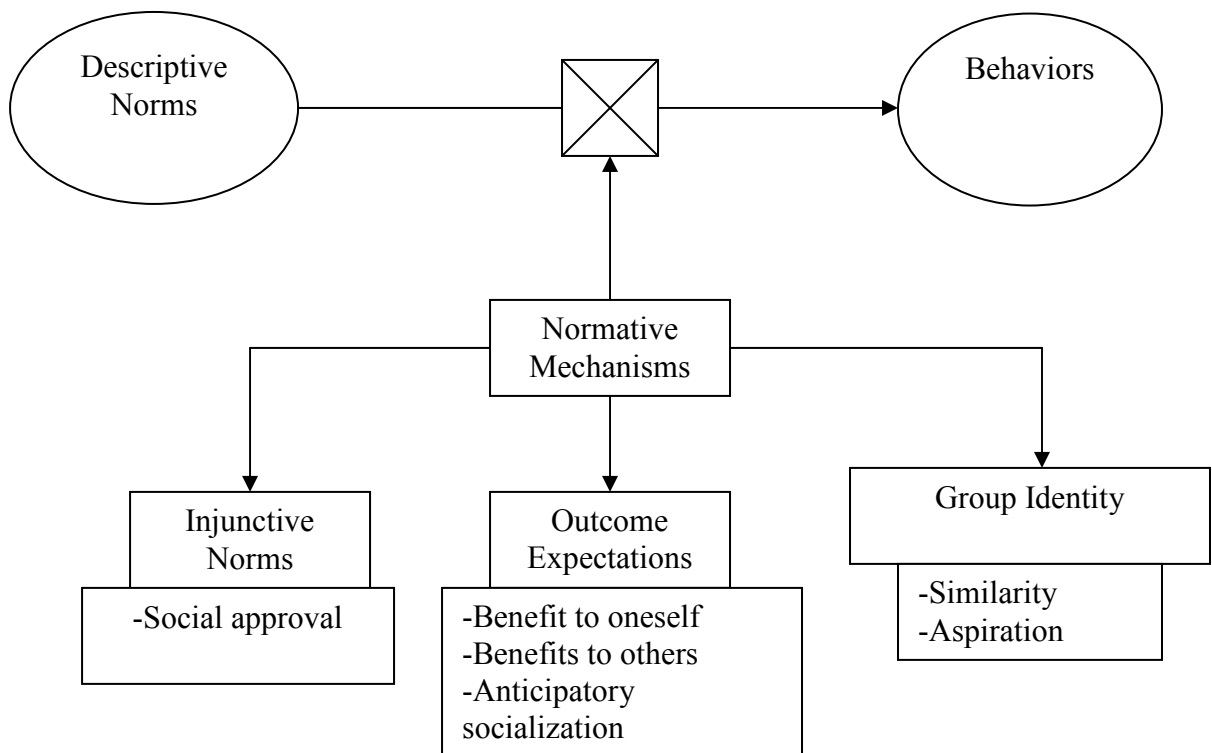 Descriptive
Norms
Behaviors
Normative
Mechanisms
Injunctive
Norms
-Social approval
Outcome
Expectations
-Benefit to oneself
-Benefits to others
-Anticipatory
socialization
Group Identity
-Similarity
-Aspiration